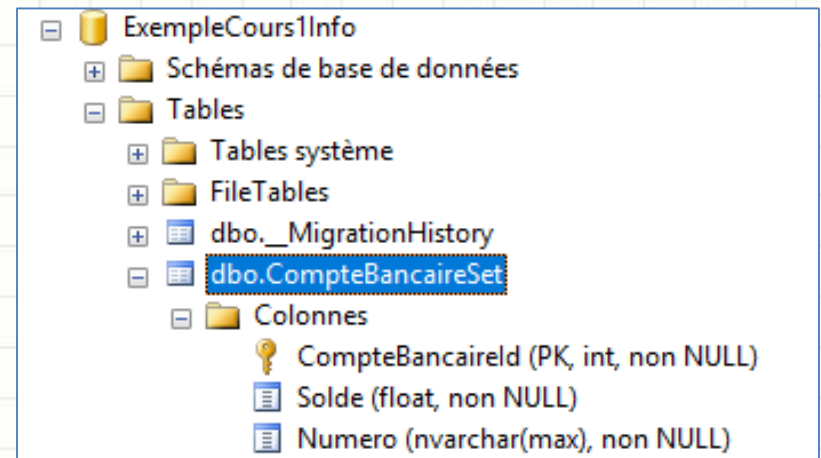 ExempleCours1Info
Schémas de base de données
Tables
Tables système
FileTables
dbo.__MigrationHistory
dbo.CompteBancaireSet
Colonnes
CompteBancaireId (PK, int, non NULL)
Solde (float, non NULL)
Numero (nvarchar(max), non NULL)